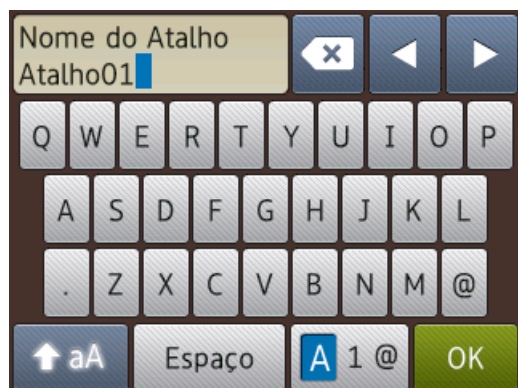 Nome do Atalho
Atalho01
Q W E R T Y U I O P
A S D F G H J K L
. Z X C V B N M @
aA Espaço A 1 @ OK